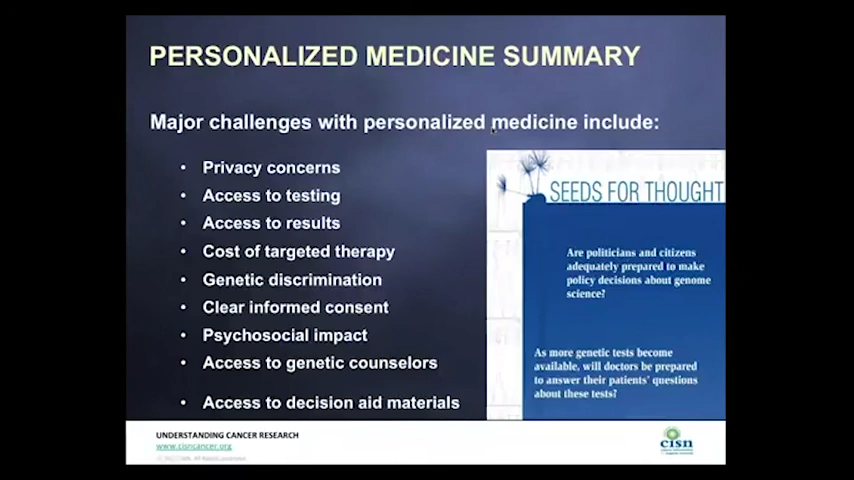 PERSONALIZED MEDICINE SUMMARY
Major challenges with personalized medicine include:
• Privacy concerns
• Access to testing
• Access to results
• Cost of targeted therapy
• Genetic discrimination
• Clear informed consent
• Psychosocial impact
• Access to genetic counselors
• Access to decision aid materials
SEEDS FOR THOUGHT
Are politicians and citizens
adequately prepared to make
policy decisions about genome
science?
As more genetic tests become
available, will doctors be prepared
to answer their patients' questions
about these tests?
UNDERSTANDING CANCER RESEARCH
www.cisncancer.org
cisn